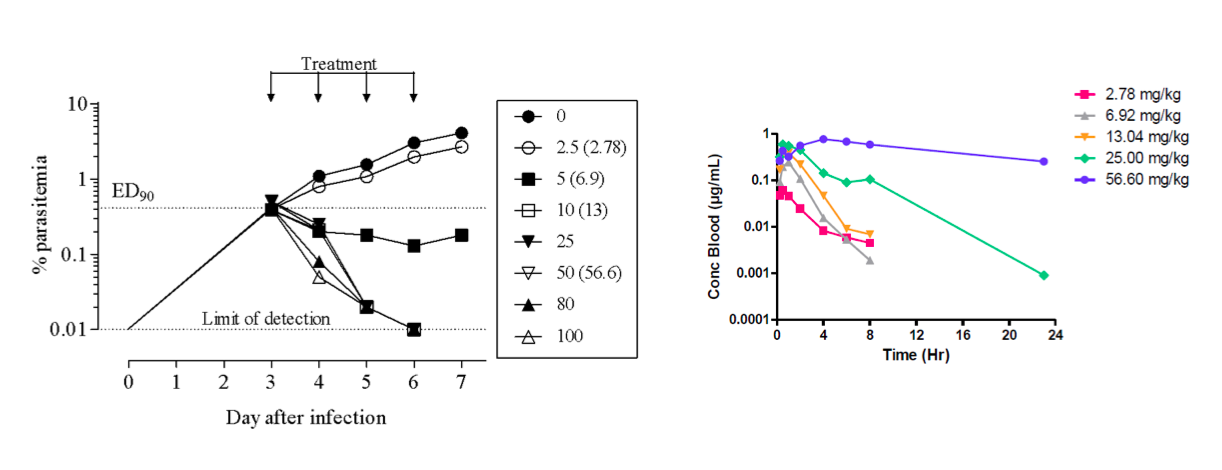 Treatment
10
1
0.1
0.01
% parasitemia
ED90
Limit of detection
0 1 2 3 4 5 6 7
Day after infection
0
2.5 (2.78)
5 (6.9)
10 (13)
25
50 (56.6)
80
100
2.78 mg/kg
6.92 mg/kg
13.04 mg/kg
25.00 mg/kg
56.60 mg/kg
1
0.1
0.01
0.001
0.0001
Conc Blood (µg/mL)
0 4 8 12 16 20 24
Time (Hr)